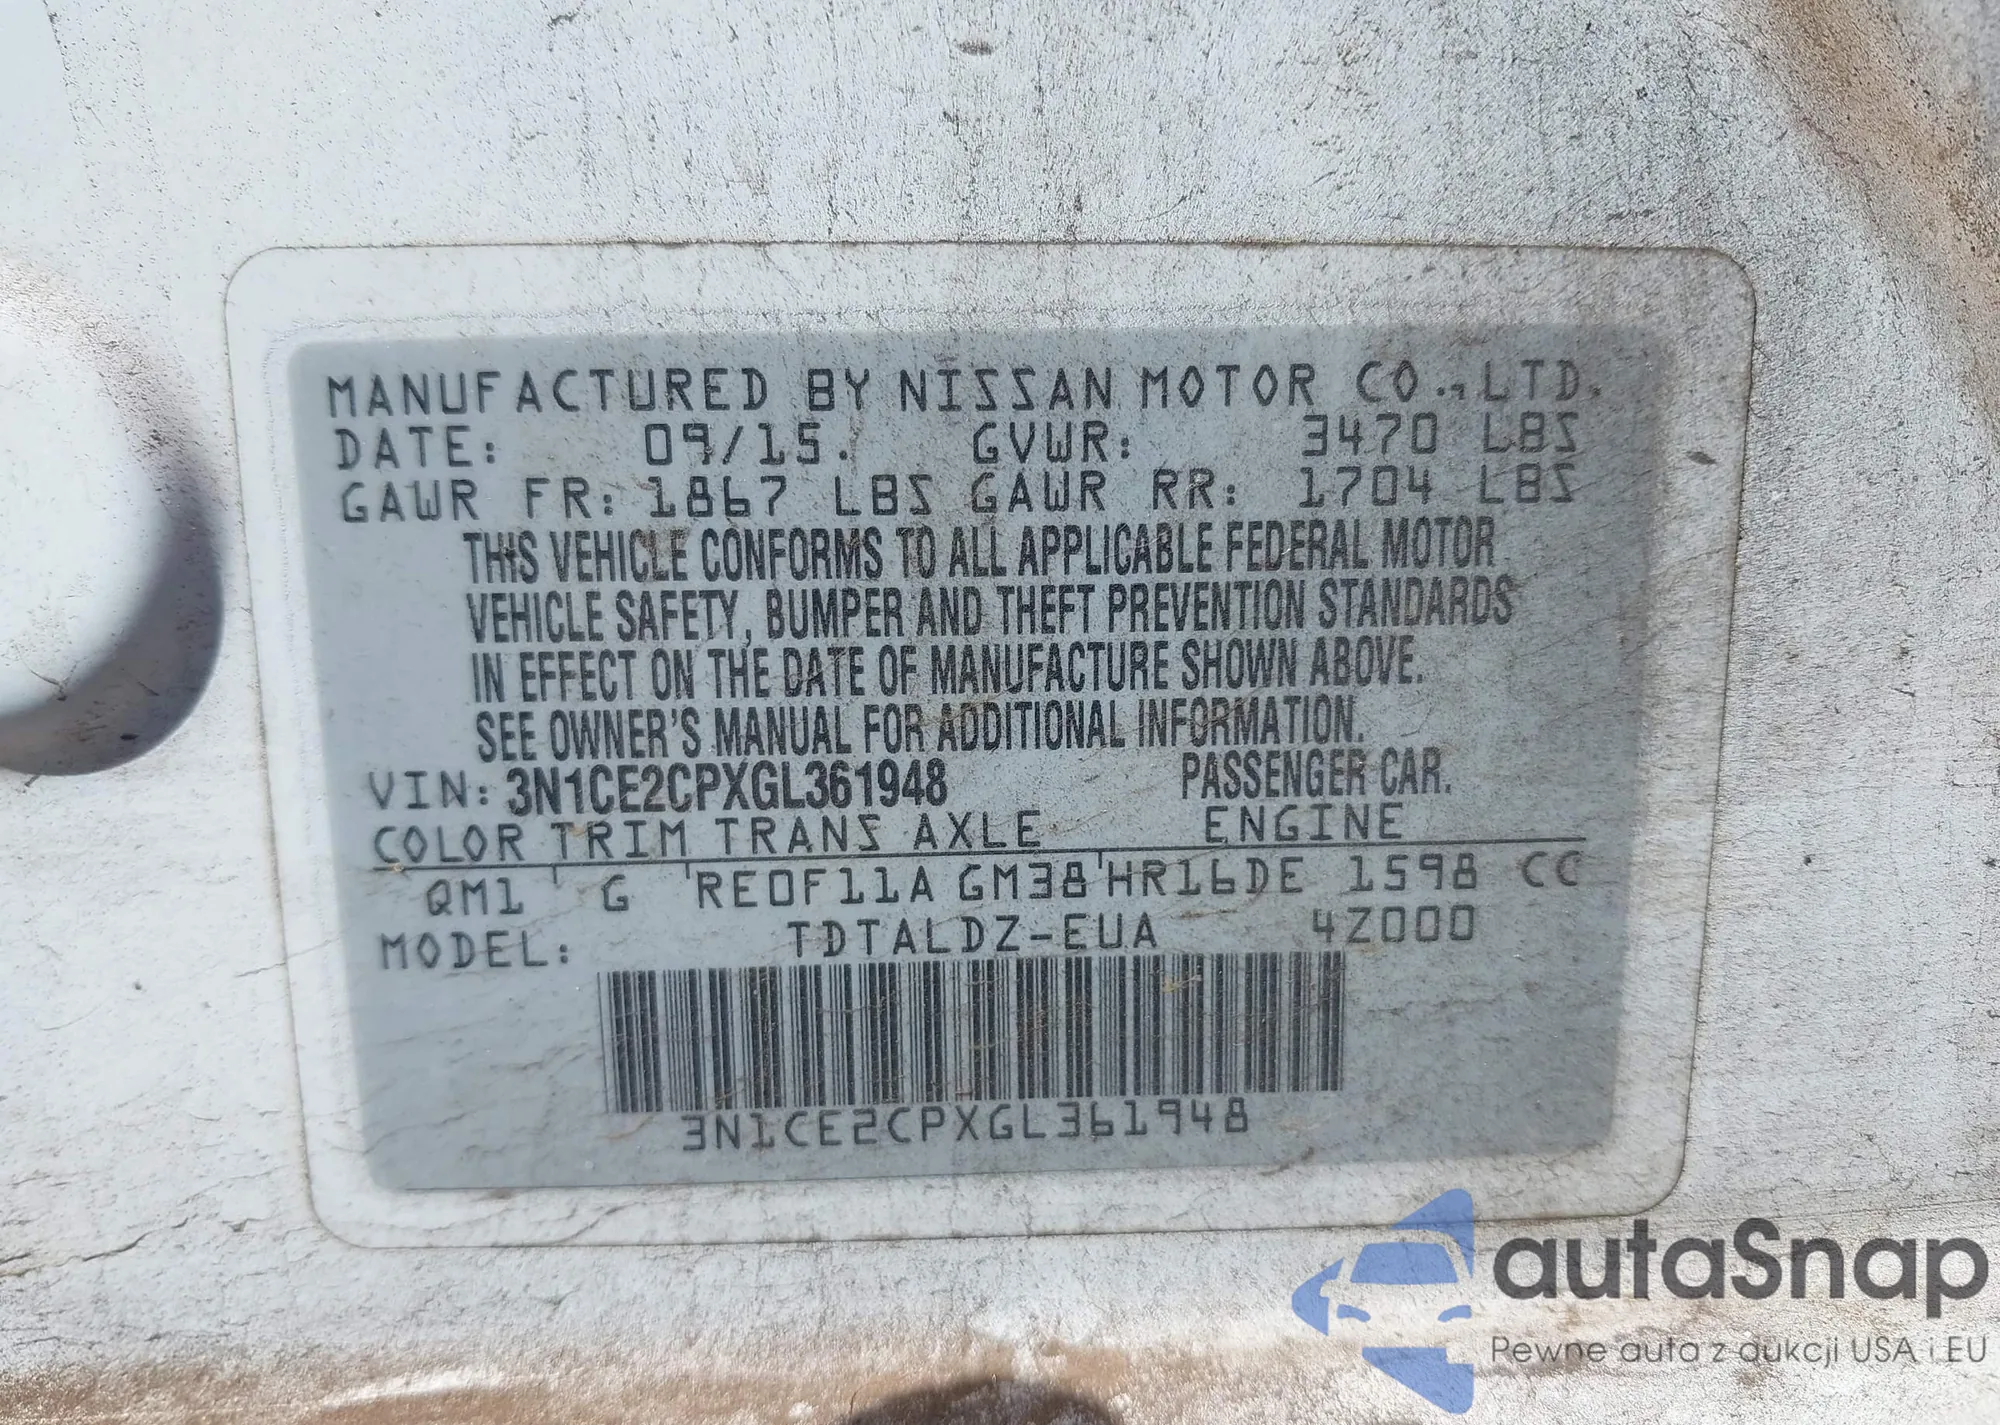 MANUFACTURED BY NISSAN MOTOR CO., LTD.
DATE: 09/15. GVWR: 3470 LBS
GAWR FR: 1867 LBS GAWR RR: 1704 LBS
THIS VEHICLE CONFORMS TO ALL APPLICABLE FEDERAL MOTOR
VEHICLE SAFETY, BUMPER AND THEFT PREVENTION STANDARDS
IN EFFECT ON THE DATE OF MANUFACTURE SHOWN ABOVE.
SEE OWNER'S MANUAL FOR ADDITIONAL INFORMATION.
VIN: 3N1CE2CPXGL361948 PASSENGER CAR.
COLOR TRIM TRANS AXLE ENGINE
QM1 G RE0F11A GM38 HR16DE 1598 CC
MODEL: TDTALDZ-EUA 4Z000
3N1CE2CPXGL361948
autaSnap
Pewne auta z aukcji USA i EU